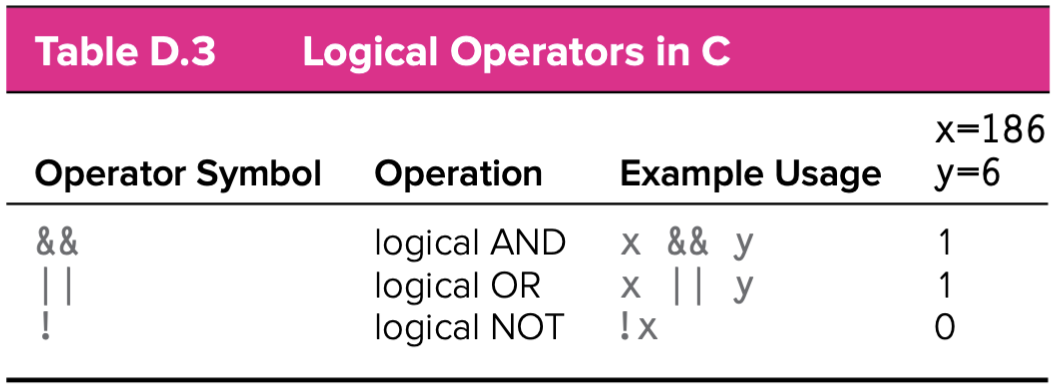 Table D.3 Logical Operators in C
x=186
Operator Symbol Operation Example Usage y=6
&& logical AND x && y 1
|| logical OR x || y 1
! logical NOT !x 0